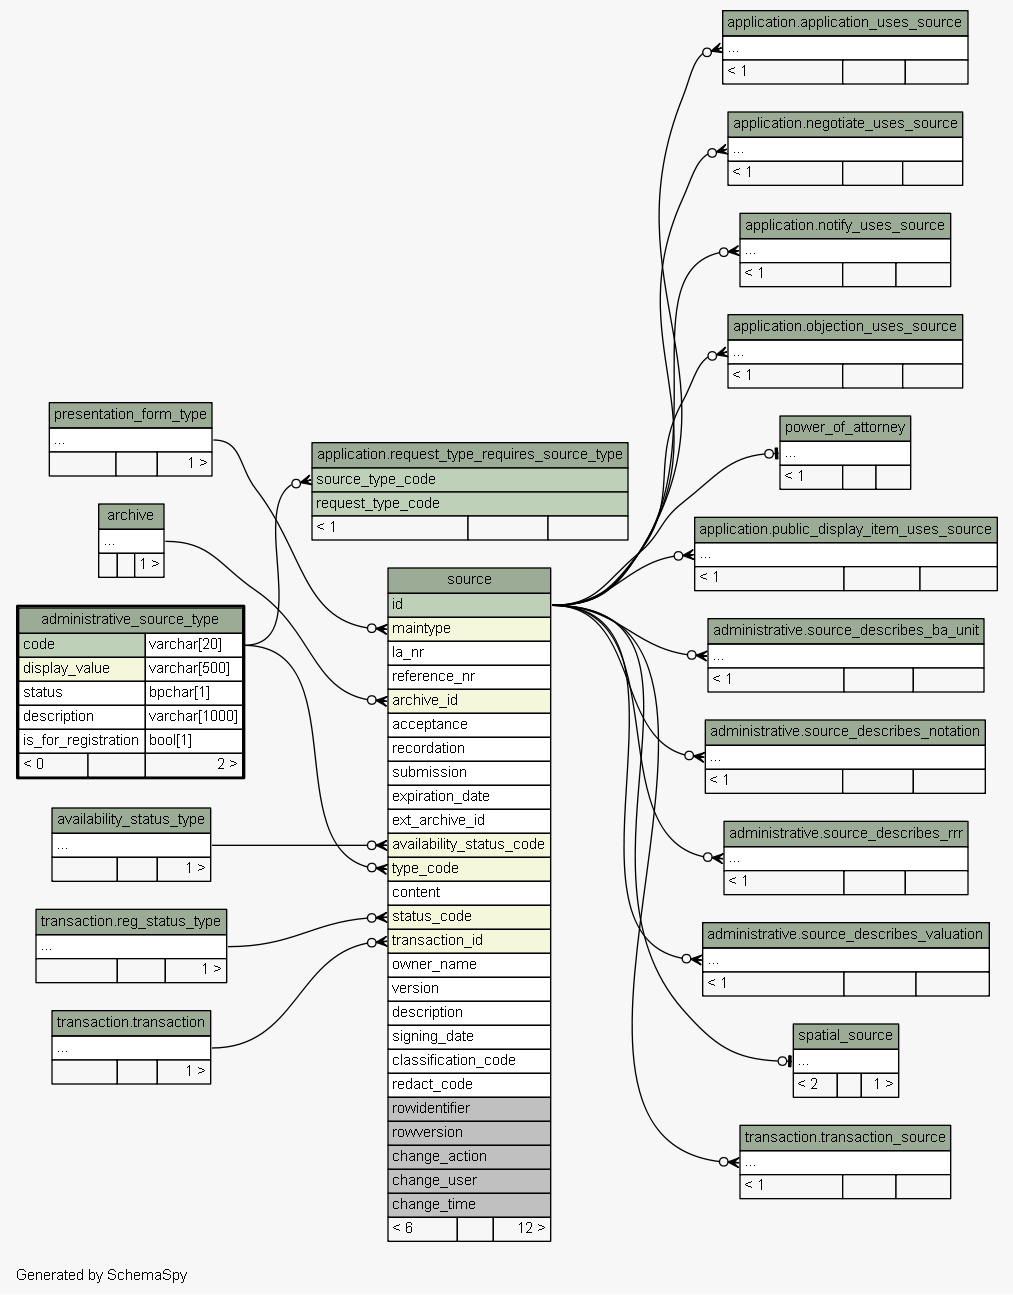 application.application_uses_source
...
< 1
application.negotiate_uses_source
...
< 1
application.notify_uses_source
...
< 1
application.objection_uses_source
...
< 1
presentation_form_type
...
1 >
application.request_type_requires_source_type
source_type_code
request_type_code
< 1
power_of_attorney
...
< 1
archive
...
1 >
application.public_display_item_uses_source
...
< 1
source
id
maintype
la_nr
reference_nr
archive_id
acceptance
recordation
submission
expiration_date
ext_archive_id
availability_status_code
type_code
content
status_code
transaction_id
owner_name
version
description
signing_date
classification_code
redact_code
rowidentifier
rowversion
change_action
change_user
change_time
< 6 12 >
administrative_source_type
code varchar[20]
display_value varchar[500]
status bpchar[1]
description varchar[1000]
is_for_registration bool[1]
< 0 2 >
administrative.source_describes_ba_unit
...
< 1
administrative.source_describes_notation
...
< 1
availability_status_type
...
1 >
administrative.source_describes_rrr
...
< 1
transaction.reg_status_type
...
1 >
administrative.source_describes_valuation
...
< 1
transaction.transaction
...
1 >
spatial_source
...
< 2 1 >
transaction.transaction_source
...
< 1
Generated by SchemaSpy